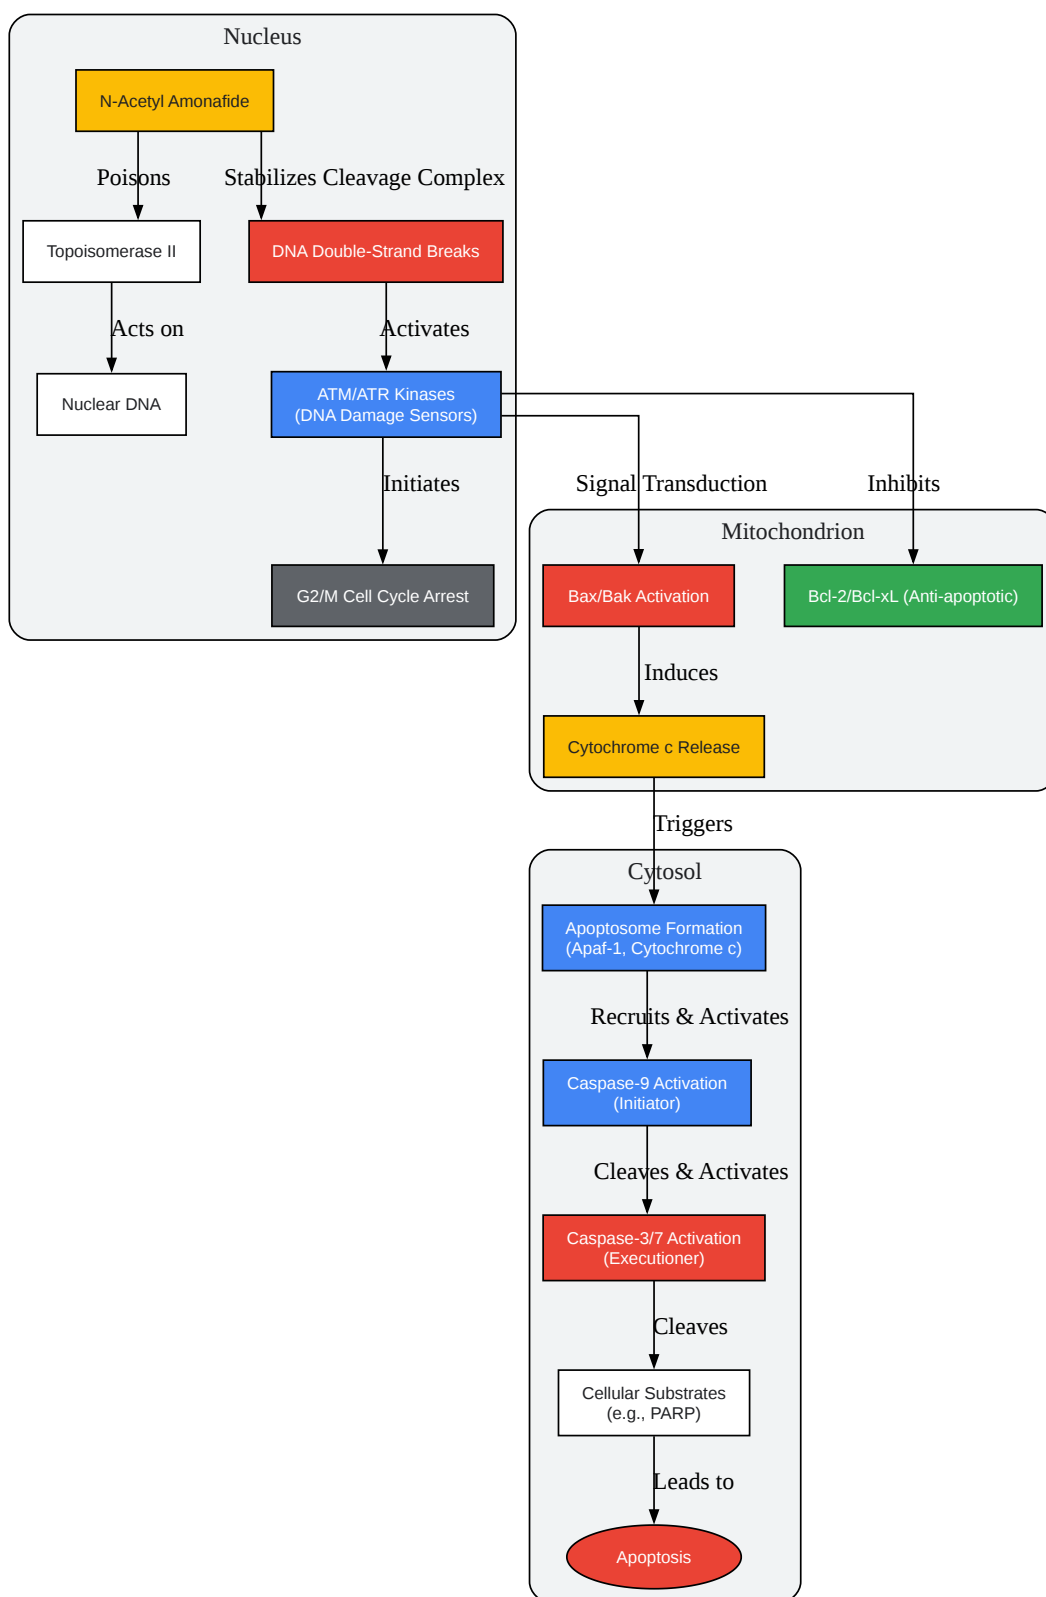 Nucleus
N-Acetyl Amonafide
Poisons
Stabilizes Cleavage Complex
Topoisomerase II
DNA Double-Strand Breaks
Acts on
Activates
Nuclear DNA
ATM/ATR Kinases
(DNA Damage Sensors)
Initiates
Signal Transduction
Inhibits
Mitochondrion
G2/M Cell Cycle Arrest
Bax/Bak Activation
Bcl-2/Bcl-xL (Anti-apoptotic)
Induces
Cytochrome c Release
Triggers
Cytosol
Apoptosome Formation
(Apaf-1, Cytochrome c)
Recruits & Activates
Caspase-9 Activation
(Initiator)
Cleaves & Activates
Caspase-3/7 Activation
(Executioner)
Cleaves
Cellular Substrates
(e.g., PARP)
Leads to
Apoptosis